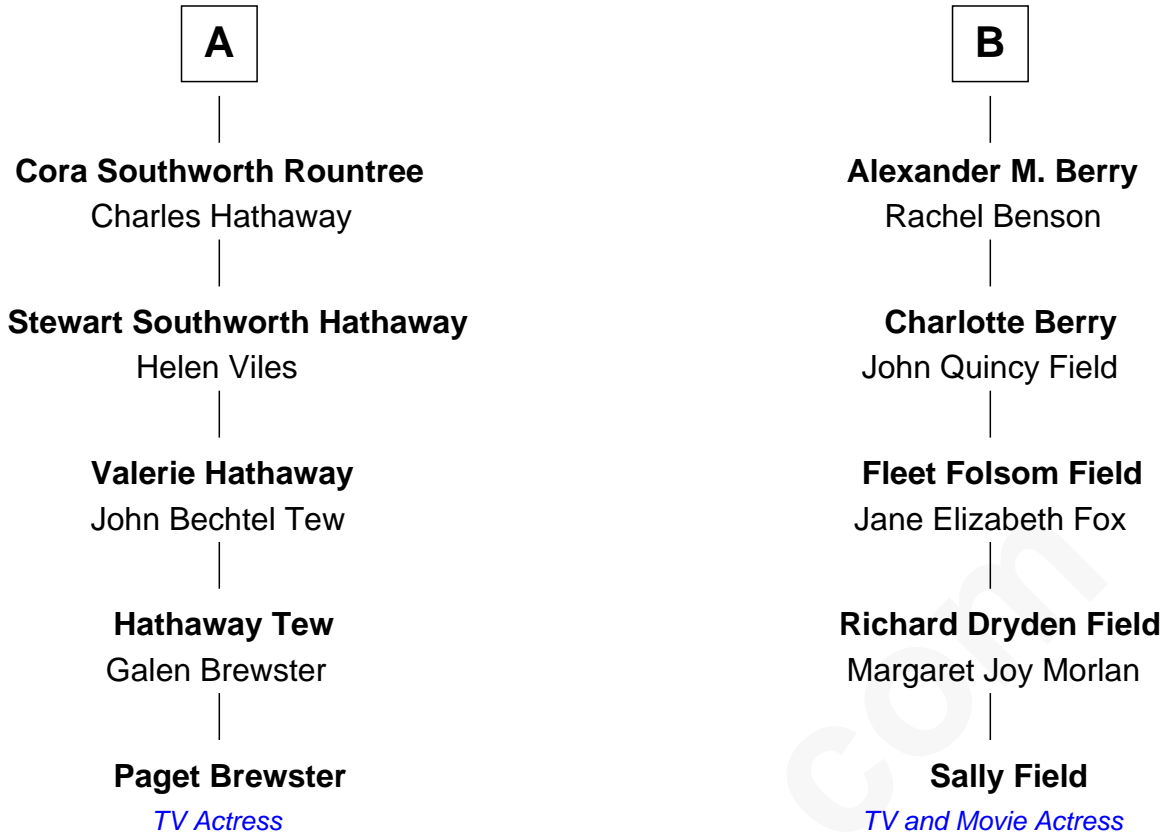 A
Cora Southworth Rountree
Charles Hathaway
Stewart Southworth Hathaway
Helen Viles
Valerie Hathaway
John Bechtel Tew
Hathaway Tew
Galen Brewster
Paget Brewster
TV Actress
B
Alexander M. Berry
Rachel Benson
Charlotte Berry
John Quincy Field
Fleet Folsom Field
Jane Elizabeth Fox
Richard Dryden Field
Margaret Joy Morlan
Sally Field
TV and Movie Actress
com